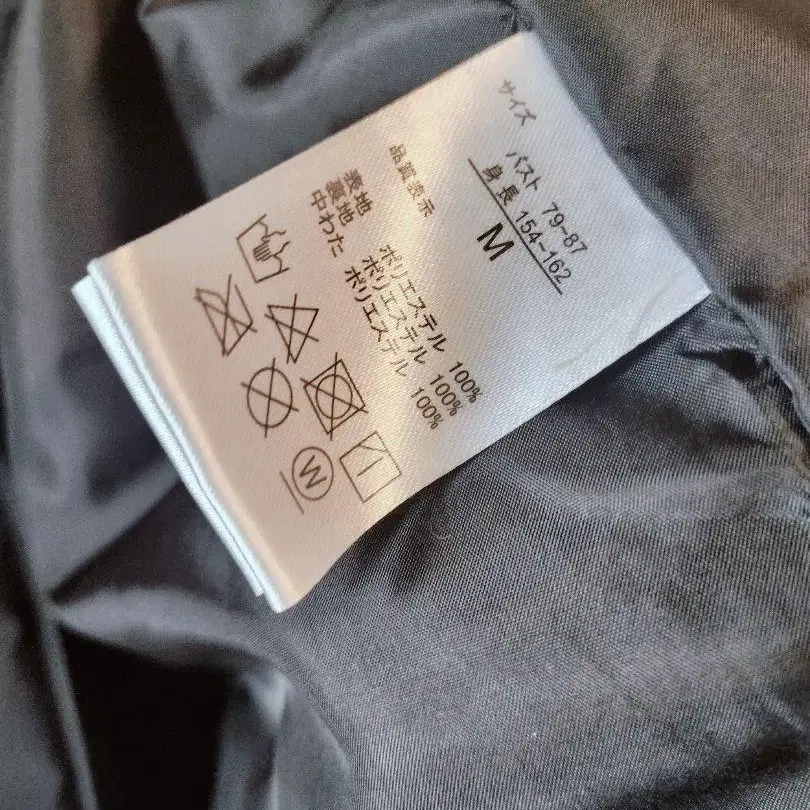 サイズ
バスト 79-87
身長 154-162
M
品質表示
表地 ポリエステル 100%
裏地 ポリエステル 100%
中わた ポリエステル 100%
W